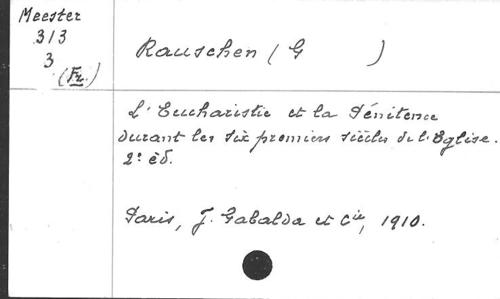 Meester
313
3
(Fr.)
Rauschen (G )
L'Eucharistie et la Pénitence
durant les six premiers siècles de l'Eglise.
2e éd.
Paris, J. Gabalda et Cie, 1910.